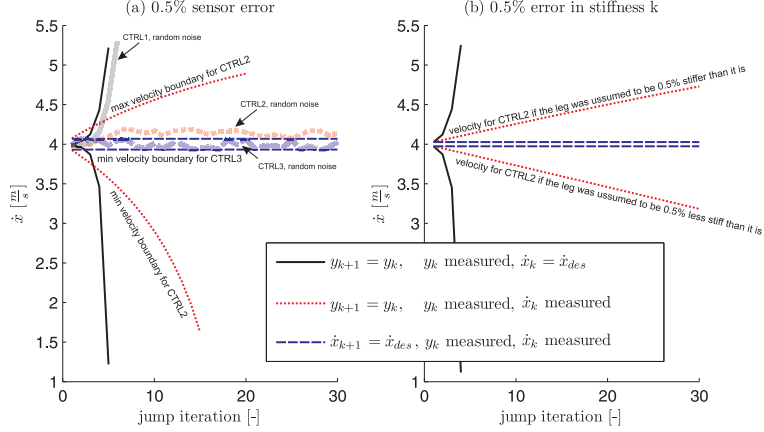 (a) 0.5% sensor error
(b) 0.5% error in stiffness k
5.5
5
4.5
4
3.5
3
2.5
2
1.5
1
ẋ [m/s]
CTRL1, random noise
max velocity boundary for CTRL2
CTRL2, random noise
min velocity boundary for CTRL3
CTRL3, random noise
min velocity boundary for CTRL2
0
10
20
30
jump iteration [-]
5.5
5
4.5
4
3.5
3
2.5
2
1.5
1
ẋ [m/s]
velocity for CTRL2 if the leg was ussumed to be 0.5% stiffer than it is
velocity for CTRL2 if the leg was ussumed to be 0.5% less stiff than it is
y_{k+1} = y_k, y_k measured, ẋ_k = ẋ_{des}
y_{k+1} = y_k, y_k measured, ẋ_k measured
ẋ_{k+1} = ẋ_{des}, y_k measured, ẋ_k measured
0
10
20
30
jump iteration [-]